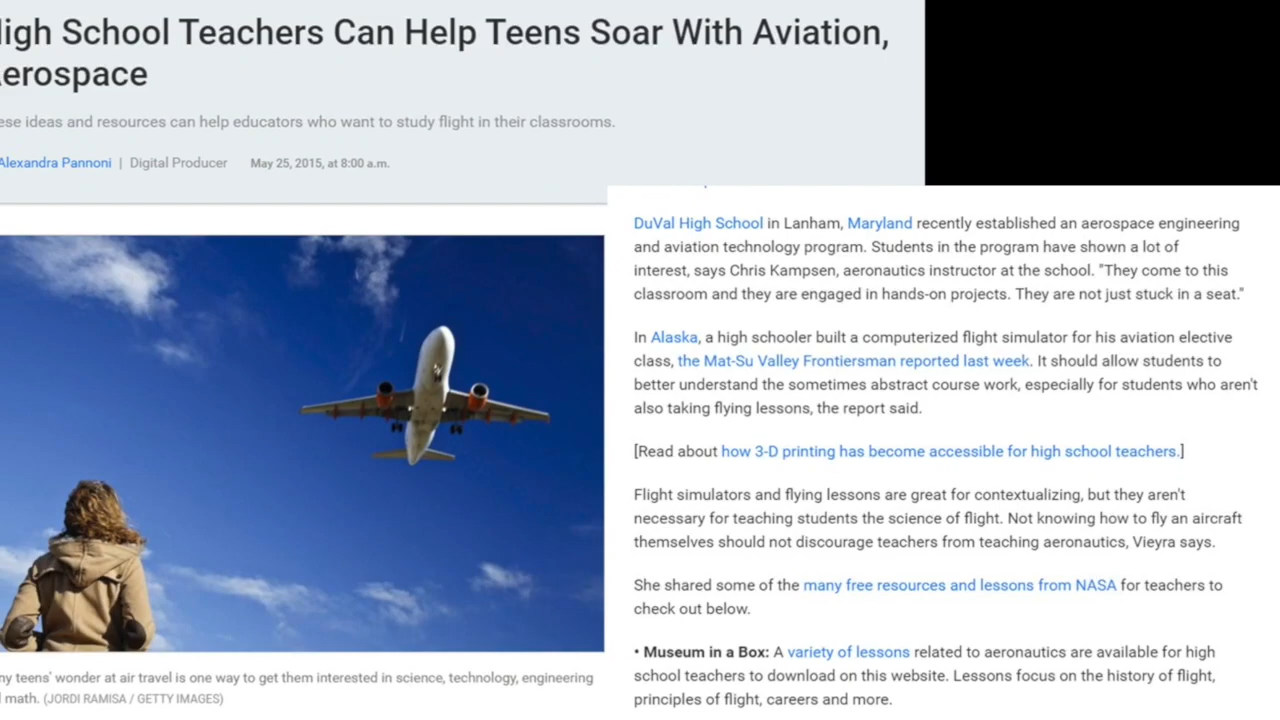 igh School Teachers Can Help Teens Soar With Aviation,
erospace
ese ideas and resources can help educators who want to study flight in their classrooms.
Alexandra Pannoni | Digital Producer May 25, 2015, at 8:00 a.m.
ny teens' wonder at air travel is one way to get them interested in science, technology, engineering
math. (JORDI RAMISA / GETTY IMAGES)
DuVal High School in Lanham, Maryland recently established an aerospace engineering
and aviation technology program. Students in the program have shown a lot of
interest, says Chris Kampsen, aeronautics instructor at the school. "They come to this
classroom and they are engaged in hands-on projects. They are not just stuck in a seat."
In Alaska, a high schooler built a computerized flight simulator for his aviation elective
class, the Mat-Su Valley Frontiersman reported last week. It should allow students to
better understand the sometimes abstract course work, especially for students who aren't
also taking flying lessons, the report said.
[Read about how 3-D printing has become accessible for high school teachers.]
Flight simulators and flying lessons are great for contextualizing, but they aren't
necessary for teaching students the science of flight. Not knowing how to fly an aircraft
themselves should not discourage teachers from teaching aeronautics, Vieyra says.
She shared some of the many free resources and lessons from NASA for teachers to
check out below.
• Museum in a Box: A variety of lessons related to aeronautics are available for high
school teachers to download on this website. Lessons focus on the history of flight,
principles of flight, careers and more.